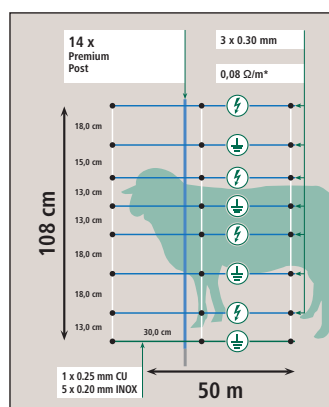 14 x
Premium
Post
3 x 0.30 mm
0,08 Ω/m*
108 cm
18,0 cm
15,0 cm
13,0 cm
13,0 cm
18,0 cm
18,0 cm
13,0 cm
30,0 cm
1 x 0.25 mm CU
5 x 0.20 mm INOX
50 m